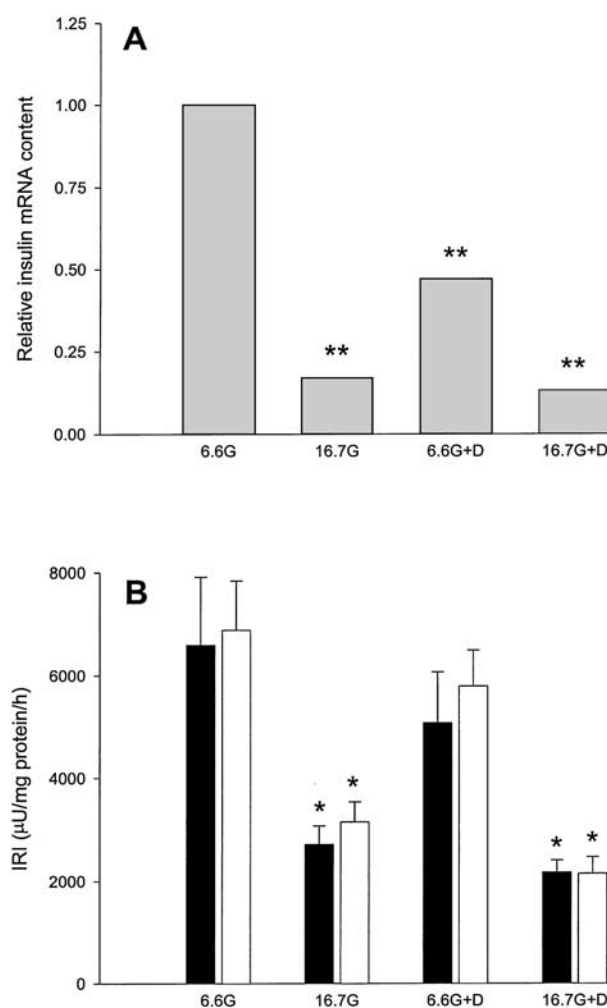 A
Relative insulin mRNA content
1.25
1.00
0.75
0.50
0.25
0.00
**
**
**
6.6G 16.7G 6.6G+D 16.7G+D
B
IRI (µU/mg protein/h)
8000
6000
4000
2000
0
* *
* *
6.6G 16.7G 6.6G+D 16.7G+D